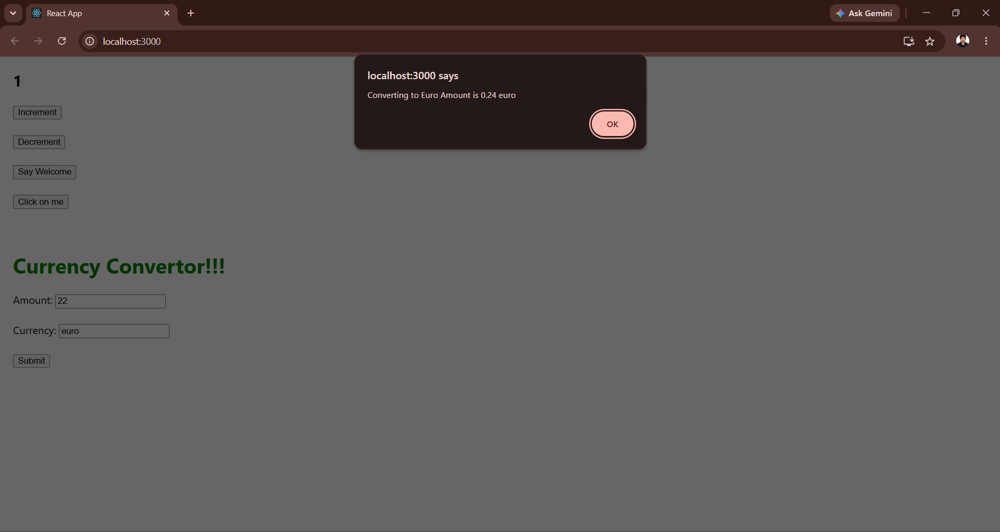 React App
Ask Gemini
localhost:3000
localhost:3000 says
Converting to Euro Amount is 0.24 euro
OK
1
Increment
Decrement
Say Welcome
Click on me
Currency Convertor!!!
Amount: 22
Currency: euro
Submit